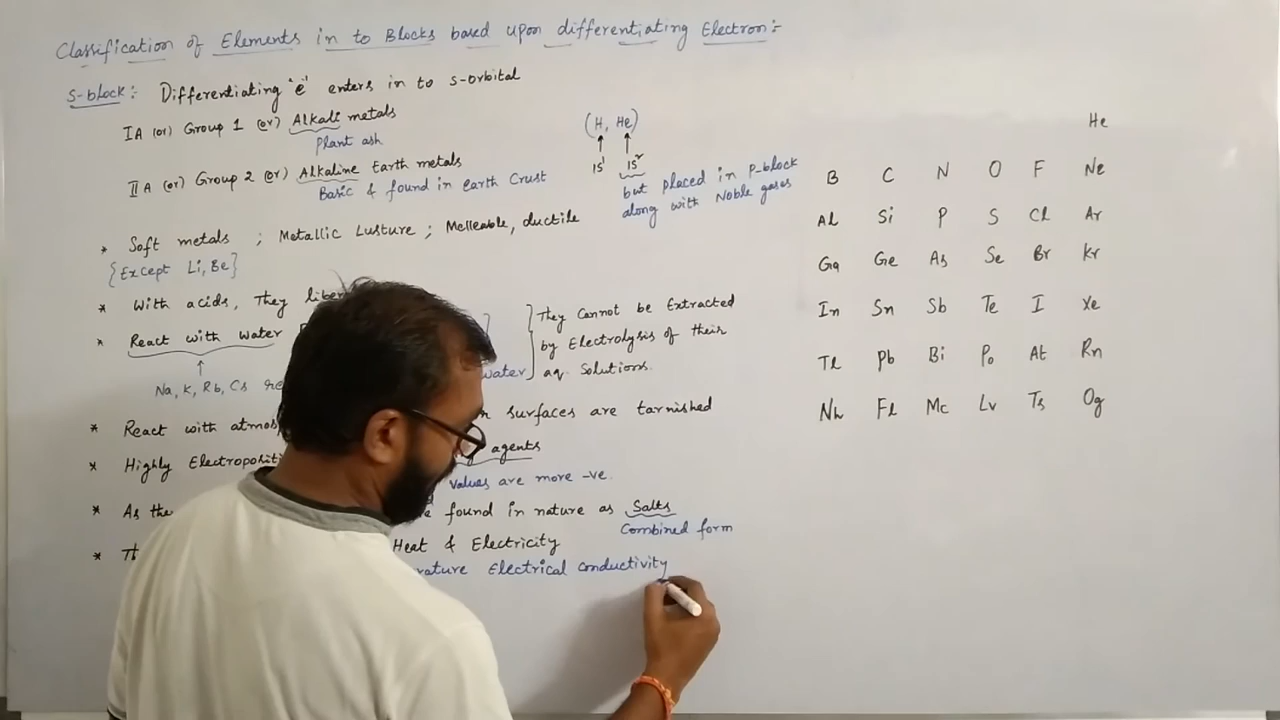 Classification of Elements in to Blocks based upon differentiating Electron:-
S-block: Differentiating 'e⁻' enters in to s-orbital
IA (or) Group 1 (or) Alkali metals
Plant ash
IIA (or) Group 2 (or) Alkaline Earth metals
Basic & found in earth Crust
(H, He)
1s¹ 1s²
but placed in P-block
along with Noble gases
* Soft metals ; Metallic Lusture ; Melleable, ductile
{Except Li, Be}
* With acids, They
* React with water
water
Na, K, Rb, Cs
They Cannot be Extracted
by Electrolysis of their
aq. Solutions.
* React with surfaces are tarnished
* Highly agents
values are more -ve.
* As the found in nature as Salts
Combined form
* Heat & Electricity
Electrical conductivity
He
B C N O F Ne
Al Si P S Cl Ar
Ga Ge As Se Br Kr
In Sn Sb Te I Xe
Tl Pb Bi Po At Rn
Nh Fl Mc Lv Ts Og